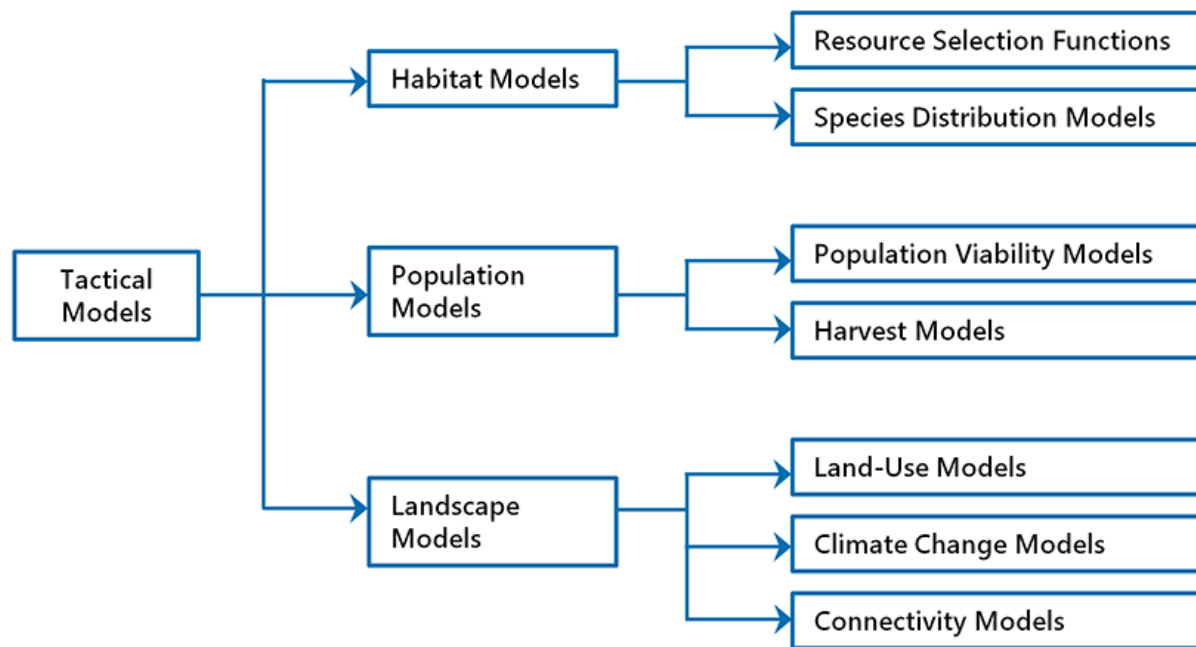 Resource Selection Functions
Habitat Models
Species Distribution Models
Tactical
Models
Population
Models
Population Viability Models
Harvest Models
Landscape
Models
Land-Use Models
Climate Change Models
Connectivity Models